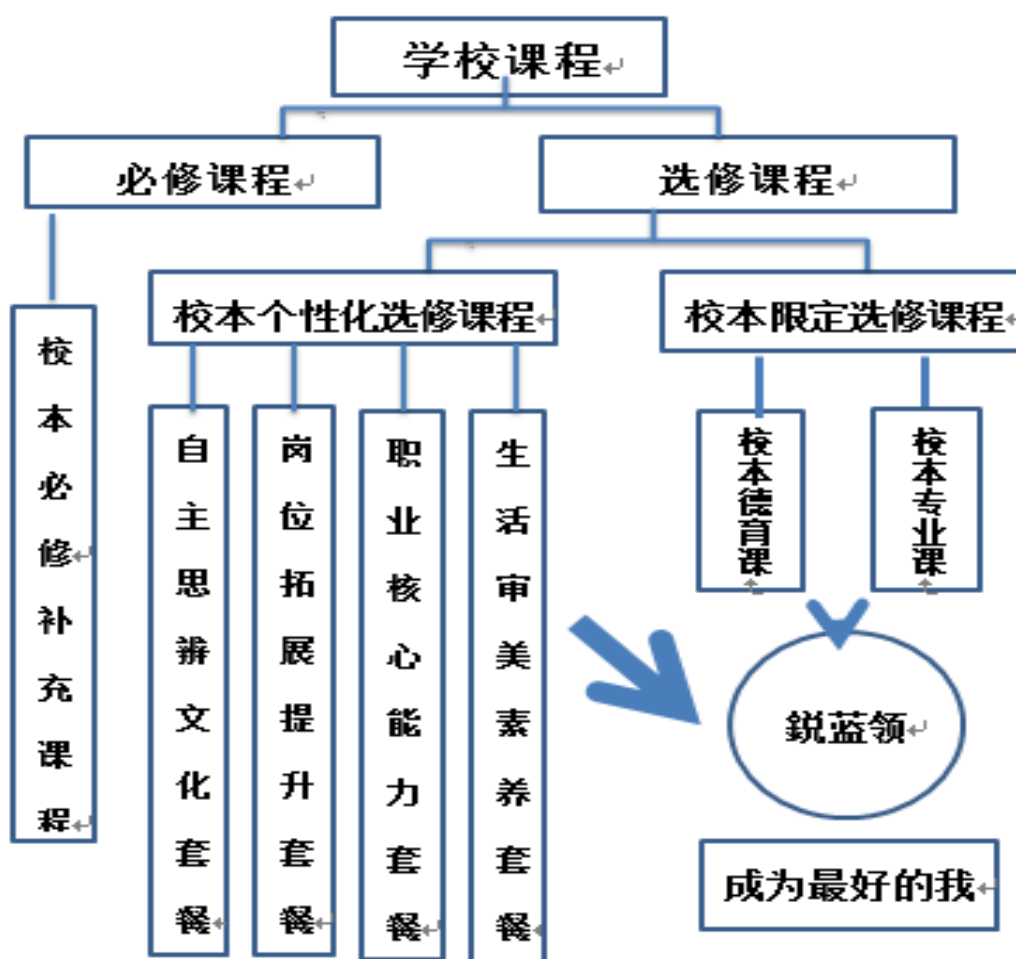 学校课程
必修课程
选修课程
校本个性化选修课程
校本限定选修课程
校本必修补充课程
自主思辨文化套餐
岗位拓展提升套餐
职业核心能力套餐
生活审美素养套餐
校本德育课
校本专业课
鋭蓝领
成为最好的我